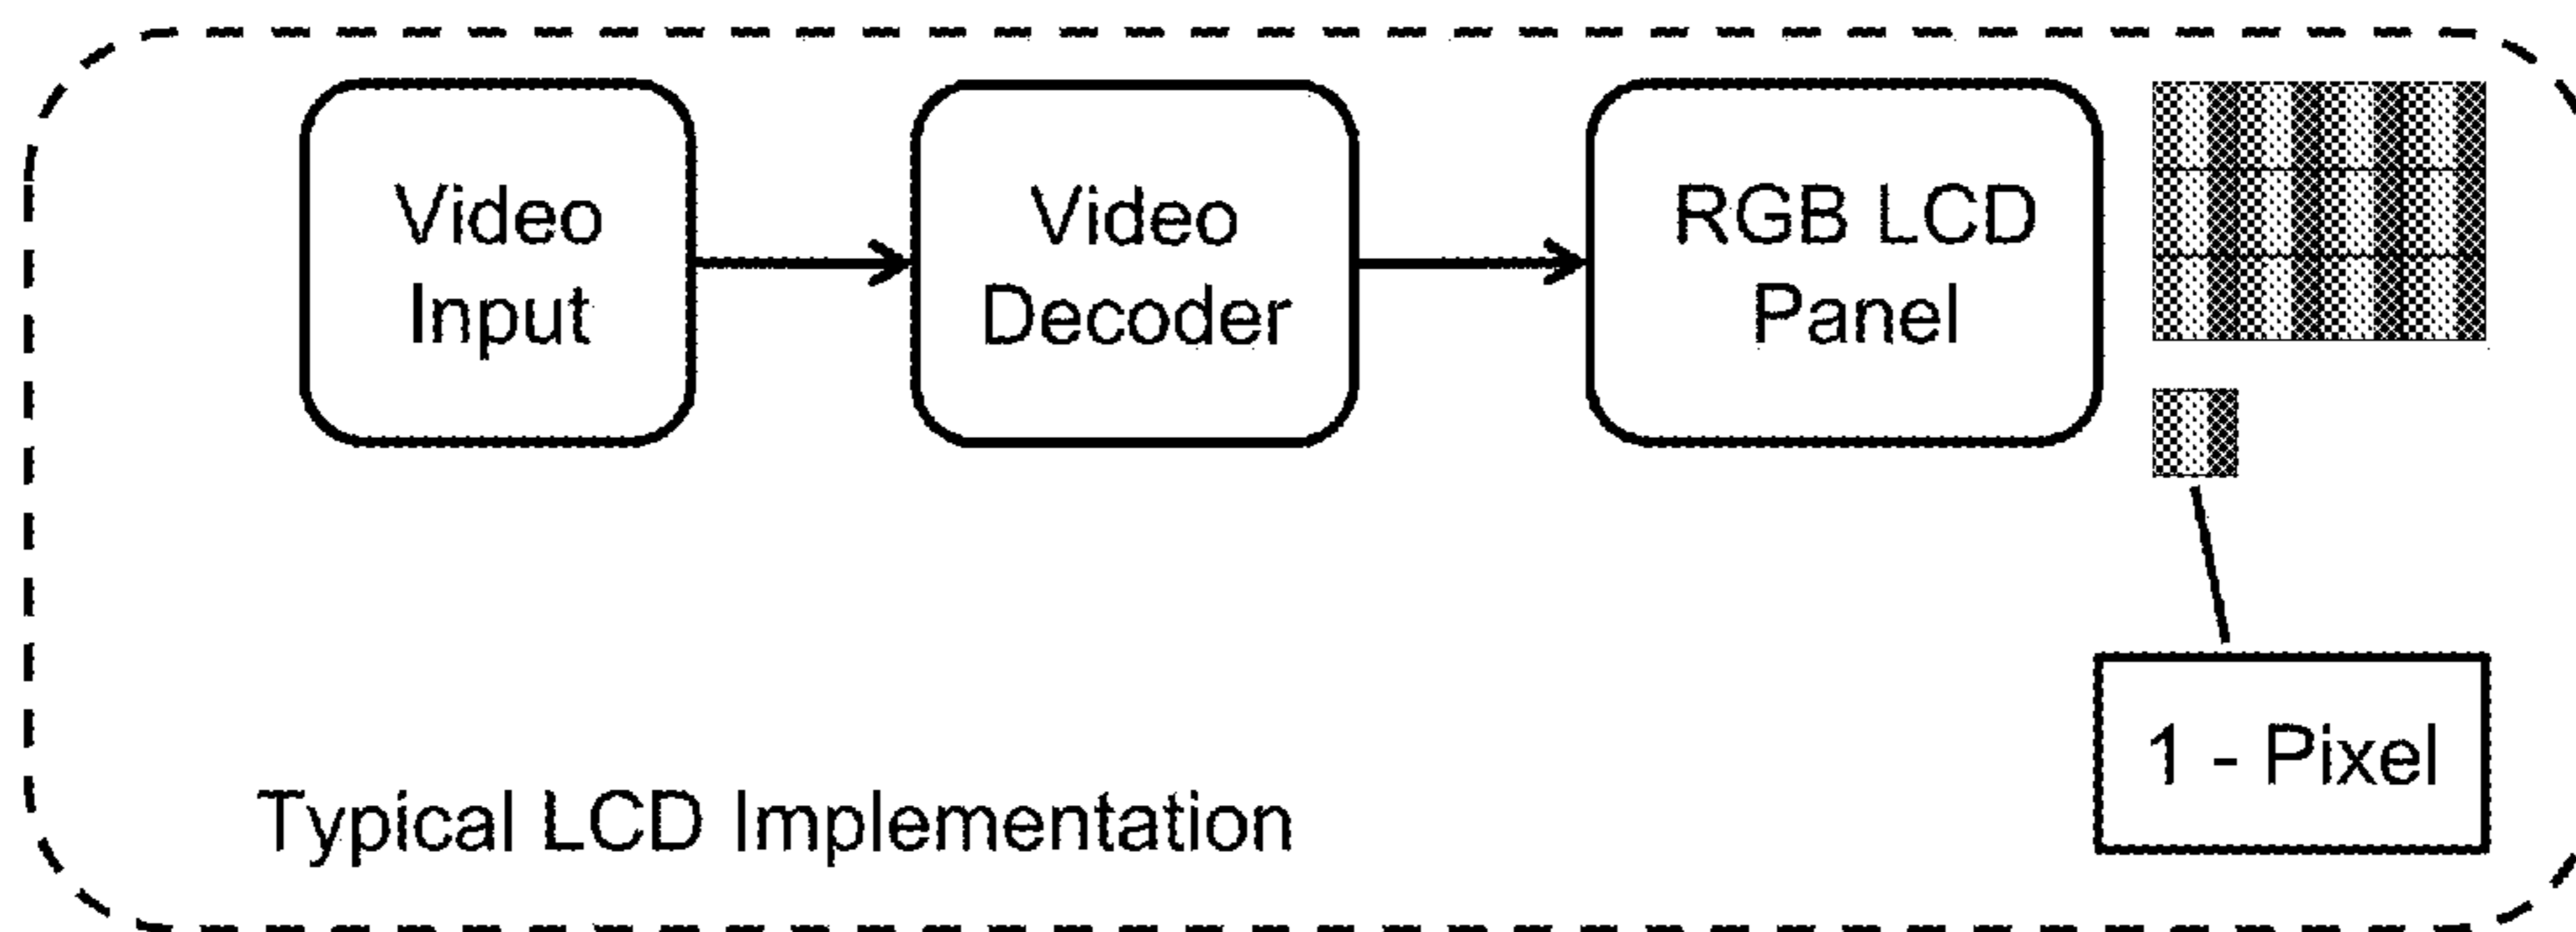 Video
Input
Video
Decoder
RGB LCD
Panel
1 - Pixel
Typical LCD Implementation